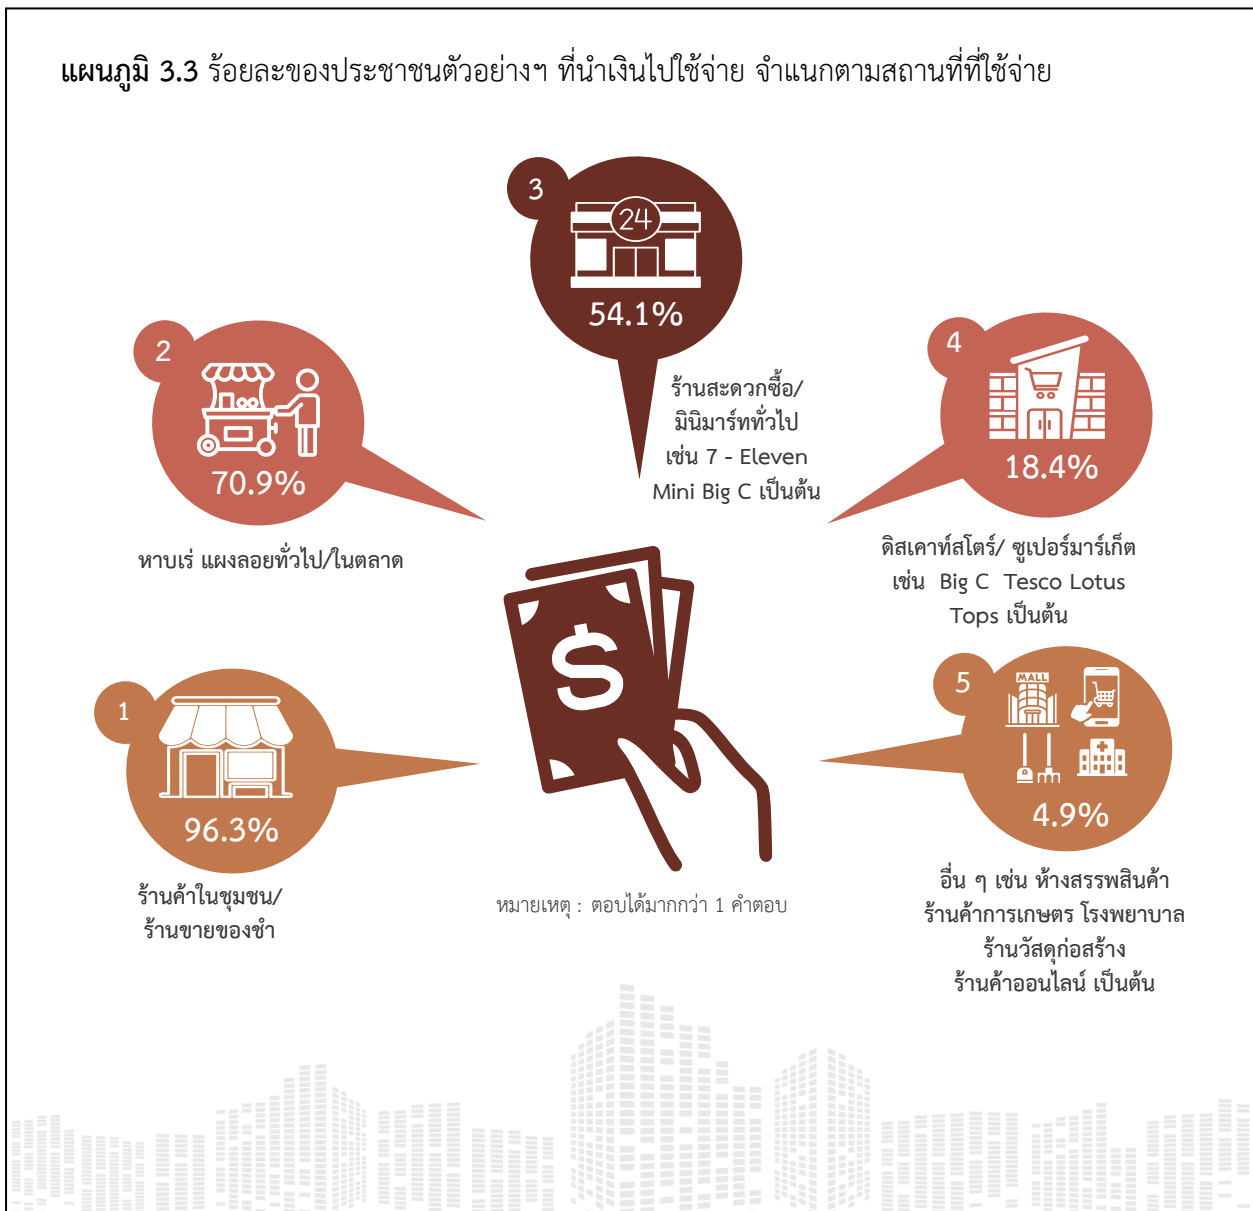 แผนภูมิ 3.3 ร้อยละของประชาชนตัวอย่างฯ ที่นำเงินไปใช้จ่าย จำแนกตามสถานที่ที่ใช้จ่าย
3
24
54.1%
ร้านสะดวกซื้อ/
มินิมาร์ททั่วไป
เช่น 7 - Eleven
Mini Big C เป็นต้น
2
70.9%
หาบเร่ แผงลอยทั่วไป/ในตลาด
4
18.4%
ดิสเคาท์สโตร์/ ซูเปอร์มาร์เก็ต
เช่น Big C Tesco Lotus
Tops เป็นต้น
$
1
96.3%
ร้านค้าในชุมชน/
ร้านขายของชำ
5
MALL
4.9%
อื่น ๆ เช่น ห้างสรรพสินค้า
ร้านค้าการเกษตร โรงพยาบาล
ร้านวัสดุก่อสร้าง
ร้านค้าออนไลน์ เป็นต้น
หมายเหตุ : ตอบได้มากกว่า 1 คำตอบ